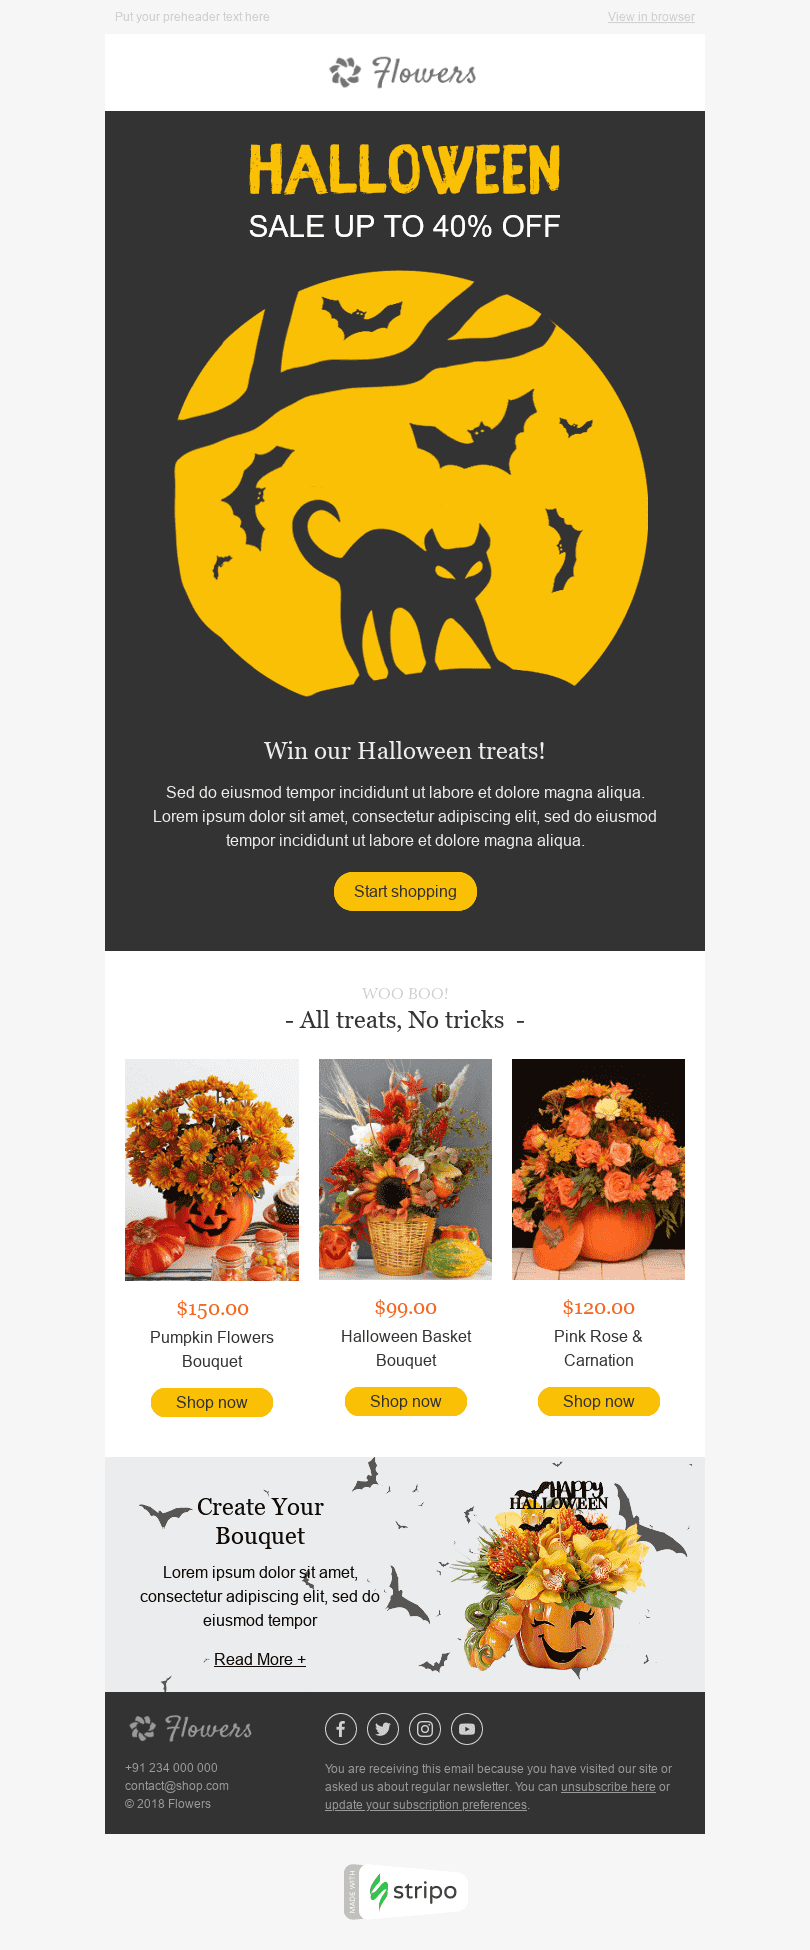 Put your preheader text here
View in browser
Flowers
HALLOWEEN
SALE UP TO 40% OFF
Win our Halloween treats!
Sed do eiusmod tempor incididunt ut labore et dolore magna aliqua.
Lorem ipsum dolor sit amet, consectetur adipiscing elit, sed do eiusmod
tempor incididunt ut labore et dolore magna aliqua.
Start shopping
WOO BOO!
- All treats, No tricks -
$150.00
Pumpkin Flowers
Bouquet
Shop now
$99.00
Halloween Basket
Bouquet
Shop now
$120.00
Pink Rose &
Carnation
Shop now
Create Your
Bouquet
Lorem ipsum dolor sit amet,
consectetur adipiscing elit, sed do
eiusmod tempor
Read More +
HAPPY
HALLOWEEN
Flowers
+91 234 000 000
contact@shop.com
© 2018 Flowers
You are receiving this email because you have visited our site or
asked us about regular newsletter. You can unsubscribe here or
update your subscription preferences.
MADE WITH
stripo